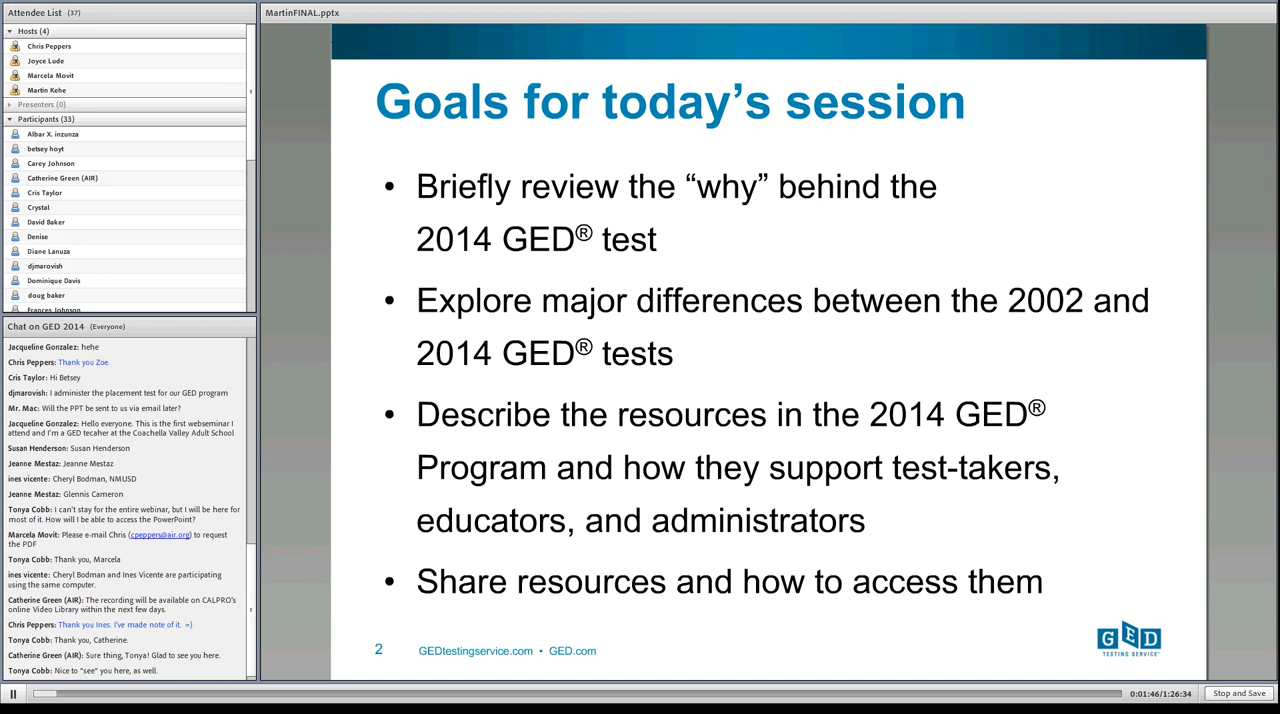 Attendee List (37)
Hosts (4)
Chris Peppers
Joyce Lude
Marcela Movit
Martin Kehe
Presenters (0)
Participants (33)
Albar X. inzunza
betsey hoyt
Carey Johnson
Catherine Green (AIR)
Cris Taylor
Crystal
David Baker
Denise
Diane Lanuza
djmarovish
Dominique Davis
doug baker
Frances Johnson
Chat on GED 2014 (Everyone)
Jacqueline Gonzalez: hehe
Chris Peppers: Thank you Zoe.
Cris Taylor: Hi Betsey
djmarovish: I administer the placement test for our GED program
Mr. Mac: Will the PPT be sent to us via email later?
Jacqueline Gonzalez: Hello everyone. This is the first webseminar I
attend and I'm a GED tecaher at the Coachella Valley Adult School
Susan Henderson: Susan Henderson
Jeanne Mestaz: Jeanne Mestaz
ines vicente: Cheryl Bodman, NMUSD
Jeanne Mestaz: Glennis Cameron
Tonya Cobb: I can't stay for the entire webinar, but I will be here for
most of it. How will I be able to access the PowerPoint?
Marcela Movit: Please e-mail Chris (cpeppers@air.org) to request
the PDF
Tonya Cobb: Thank you, Marcela
ines vicente: Cheryl Bodman and Ines Vicente are participating
using the same computer.
Catherine Green (AIR): The recording will be available on CALPRO's
online Video Library within the next few days.
Chris Peppers: Thank you Ines. I've made note of it. =)
Tonya Cobb: Thank you, Catherine.
Catherine Green (AIR): Sure thing, Tonya! Glad to see you here.
Tonya Cobb: Nice to "see" you here, as well.
MartinFINAL.pptx
Goals for today’s session
• Briefly review the “why” behind the
2014 GED® test
• Explore major differences between the 2002 and
2014 GED® tests
• Describe the resources in the 2014 GED®
Program and how they support test-takers,
educators, and administrators
• Share resources and how to access them
2 GEDtestingservice.com • GED.com
GED
TESTING SERVICE®
0:01:46/1:26:34
Stop and Save